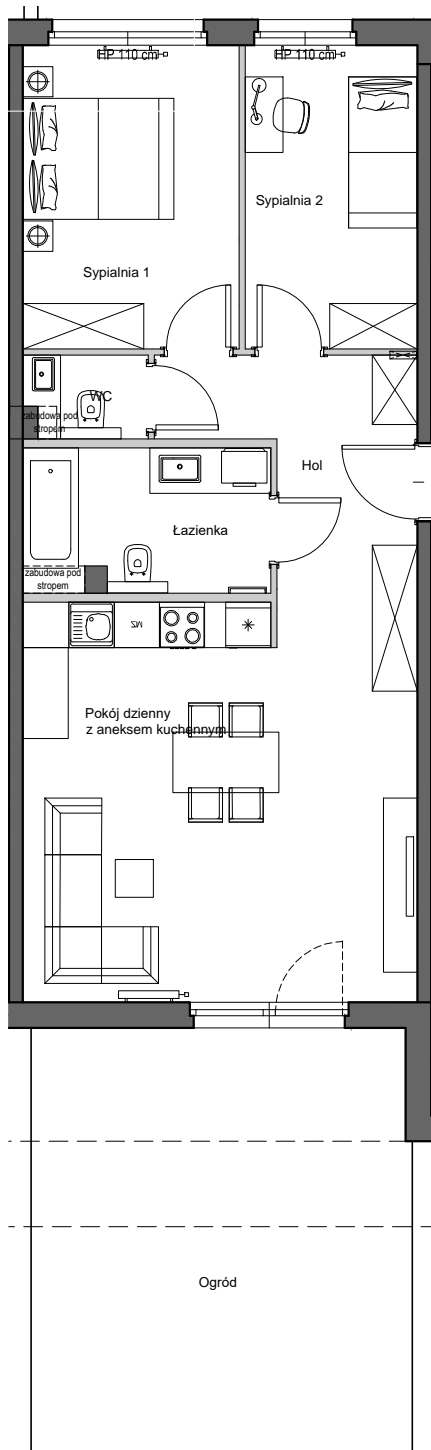 HP 110 cm
HP 110 cm
Sypialnia 2
Sypialnia 1
WC
zabudowa pod
stropem
Hol
Łazienka
zabudowa pod
stropem
ZM
Pokój dzienny
z aneksem kuchennym
Ogród